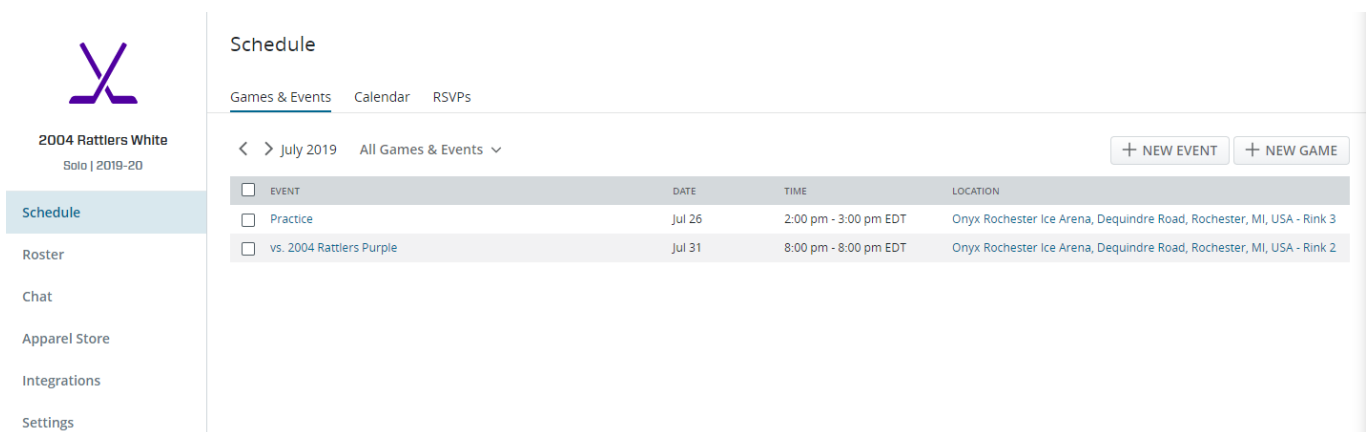 Schedule
Games & Events Calendar RSVPs
2004 Rattlers White
Solo | 2019-20
July 2019 All Games & Events
+ NEW EVENT + NEW GAME
EVENT DATE TIME LOCATION
Practice Jul 26 2:00 pm - 3:00 pm EDT Onyx Rochester Ice Arena, Dequindre Road, Rochester, MI, USA - Rink 3
vs. 2004 Rattlers Purple Jul 31 8:00 pm - 8:00 pm EDT Onyx Rochester Ice Arena, Dequindre Road, Rochester, MI, USA - Rink 2
Schedule
Roster
Chat
Apparel Store
Integrations
Settings